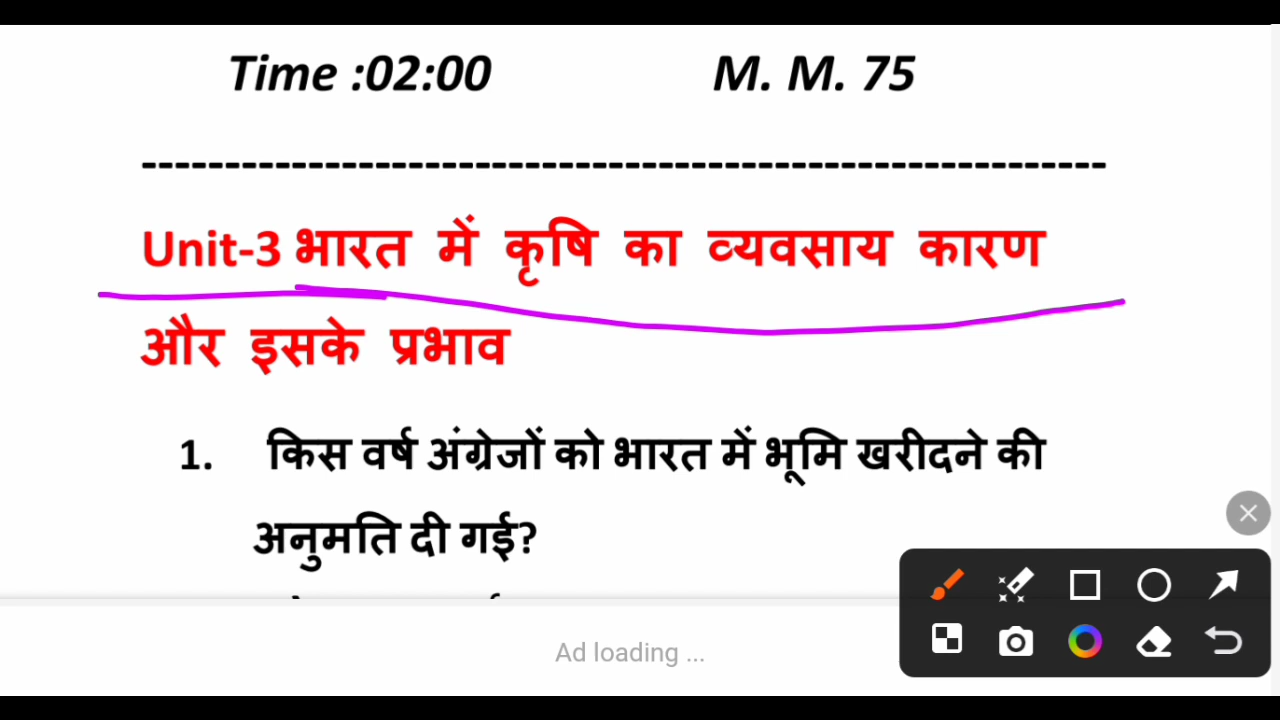 Time :02:00 M. M. 75
-----------------------------------------------------------
Unit-3 भारत में कृषि का व्यवसाय कारण
और इसके प्रभाव
1. किस वर्ष अंग्रेजों को भारत में भूमि खरीदने की
अनुमति दी गई?
Ad loading ...